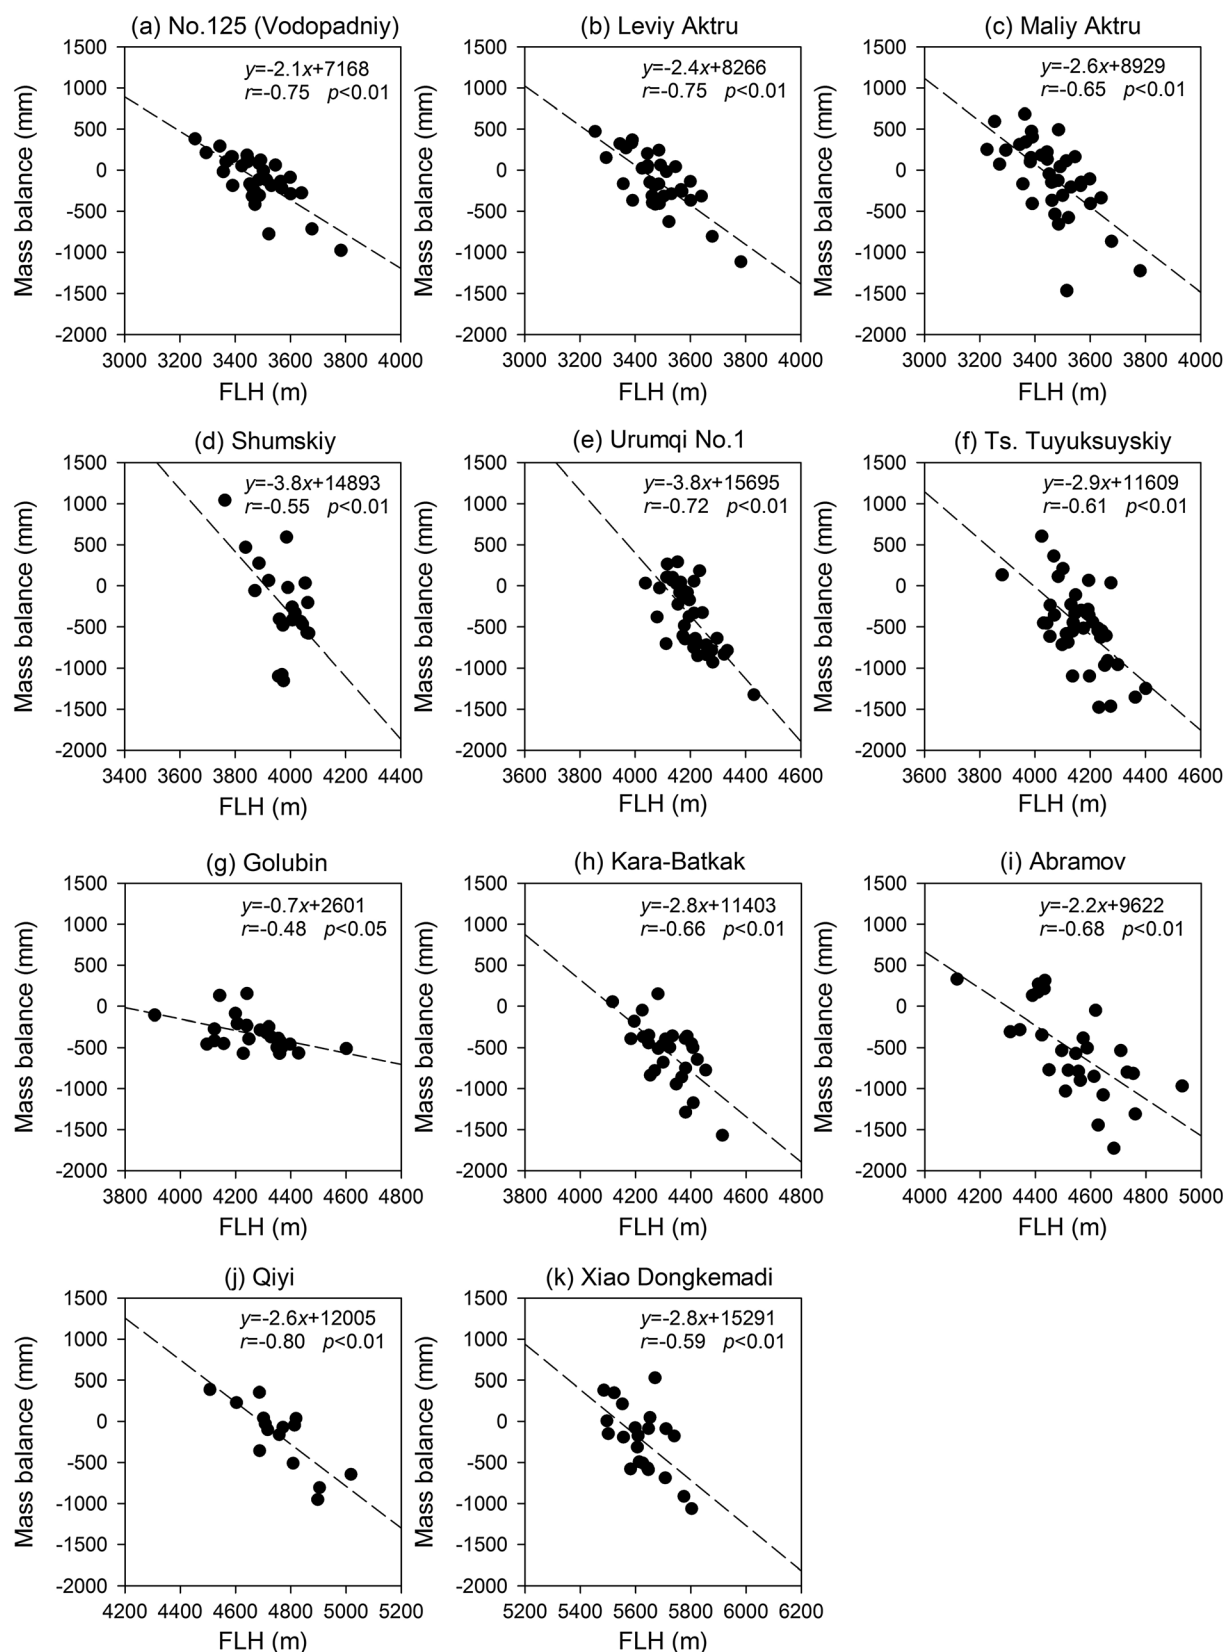 (a) No.125 (Vodopadniy)
y=-2.1x+7168
r=-0.75 p<0.01
1500
1000
500
0
-500
-1000
-1500
-2000
Mass balance (mm)
3000 3200 3400 3600 3800 4000
FLH (m)
(b) Leviy Aktru
y=-2.4x+8266
r=-0.75 p<0.01
1500
1000
500
0
-500
-1000
-1500
-2000
Mass balance (mm)
3000 3200 3400 3600 3800 4000
FLH (m)
(c) Maliy Aktru
y=-2.6x+8929
r=-0.65 p<0.01
1500
1000
500
0
-500
-1000
-1500
-2000
Mass balance (mm)
3000 3200 3400 3600 3800 4000
FLH (m)
(d) Shumskiy
y=-3.8x+14893
r=-0.55 p<0.01
1500
1000
500
0
-500
-1000
-1500
-2000
Mass balance (mm)
3400 3600 3800 4000 4200 4400
FLH (m)
(e) Urumqi No.1
y=-3.8x+15695
r=-0.72 p<0.01
1500
1000
500
0
-500
-1000
-1500
-2000
Mass balance (mm)
3600 3800 4000 4200 4400 4600
FLH (m)
(f) Ts. Tuyuksuyskiy
y=-2.9x+11609
r=-0.61 p<0.01
1500
1000
500
0
-500
-1000
-1500
-2000
Mass balance (mm)
3600 3800 4000 4200 4400 4600
FLH (m)
(g) Golubin
y=-0.7x+2601
r=-0.48 p<0.05
1500
1000
500
0
-500
-1000
-1500
-2000
Mass balance (mm)
3800 4000 4200 4400 4600 4800
FLH (m)
(h) Kara-Batkak
y=-2.8x+11403
r=-0.66 p<0.01
1500
1000
500
0
-500
-1000
-1500
-2000
Mass balance (mm)
3800 4000 4200 4400 4600 4800
FLH (m)
(i) Abramov
y=-2.2x+9622
r=-0.68 p<0.01
1500
1000
500
0
-500
-1000
-1500
-2000
Mass balance (mm)
4000 4200 4400 4600 4800 5000
FLH (m)
(j) Qiyi
y=-2.6x+12005
r=-0.80 p<0.01
1500
1000
500
0
-500
-1000
-1500
-2000
Mass balance (mm)
4200 4400 4600 4800 5000 5200
FLH (m)
(k) Xiao Dongkemadi
y=-2.8x+15291
r=-0.59 p<0.01
1500
1000
500
0
-500
-1000
-1500
-2000
Mass balance (mm)
5200 5400 5600 5800 6000 6200
FLH (m)